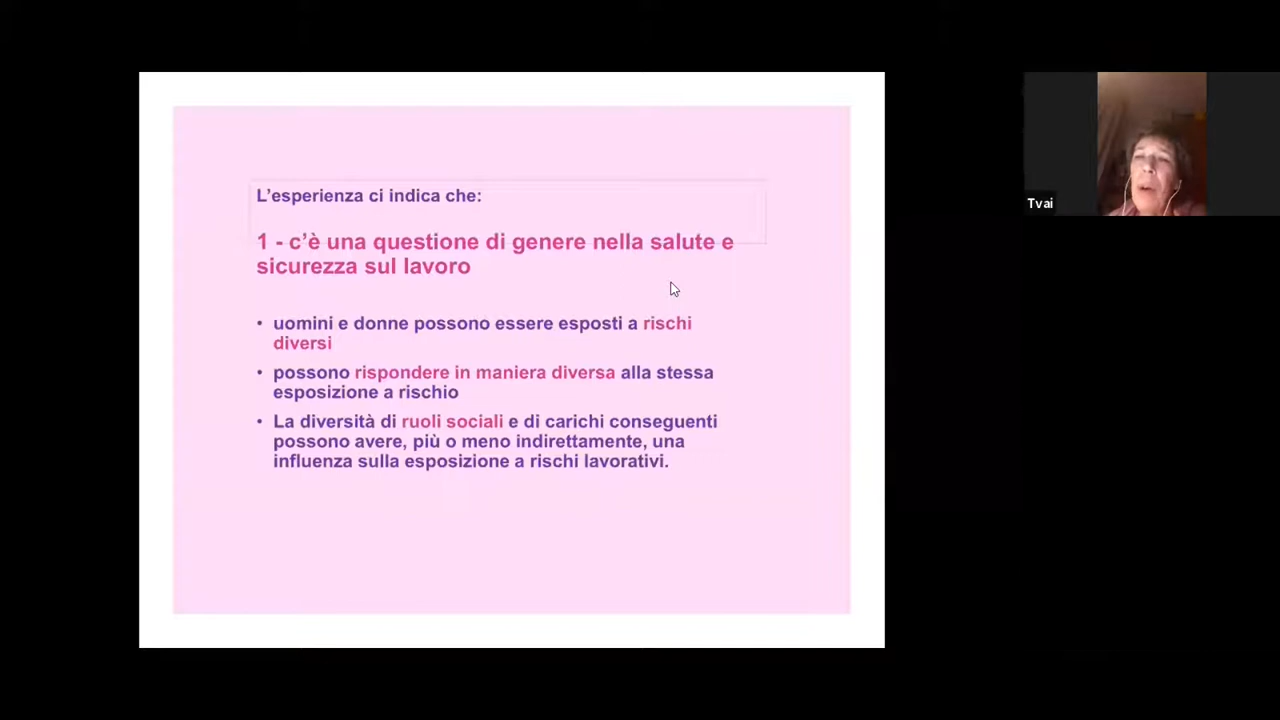 L’esperienza ci indica che:
1 - c’è una questione di genere nella salute e
sicurezza sul lavoro
• uomini e donne possono essere esposti a rischi
diversi
• possono rispondere in maniera diversa alla stessa
esposizione a rischio
• La diversità di ruoli sociali e di carichi conseguenti
possono avere, più o meno indirettamente, una
influenza sulla esposizione a rischi lavorativi.
Tvai